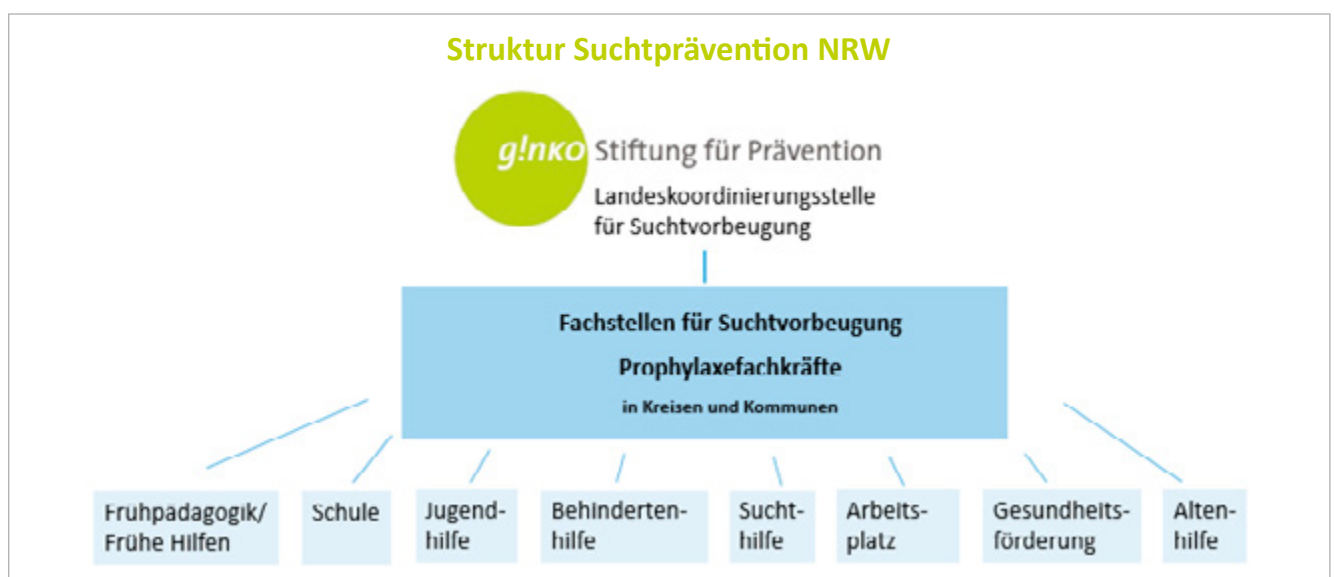 Struktur Suchtprävention NRW
g!nko Stiftung für Prävention
Landeskoordinierungsstelle
für Suchtvorbeugung
Fachstellen für Suchtvorbeugung
Prophylaxefachkräfte
in Kreisen und Kommunen
Frühpädagogik/
Frühe Hilfen
Schule
Jugend-
hilfe
Behinderten-
hilfe
Sucht-
hilfe
Arbeits-
platz
Gesundheits-
förderung
Alten-
hilfe